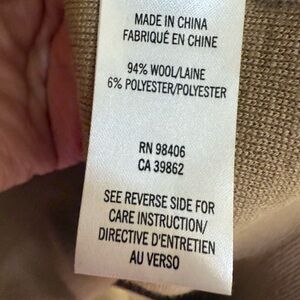 MADE IN CHINA
FABRIQUÉ EN CHINE
94% WOOL/LAINE
6% POLYESTER/POLYESTER
RN 98406
CA 39862
SEE REVERSE SIDE FOR
CARE INSTRUCTION/
DIRECTIVE D'ENTRETIEN
AU VERSO